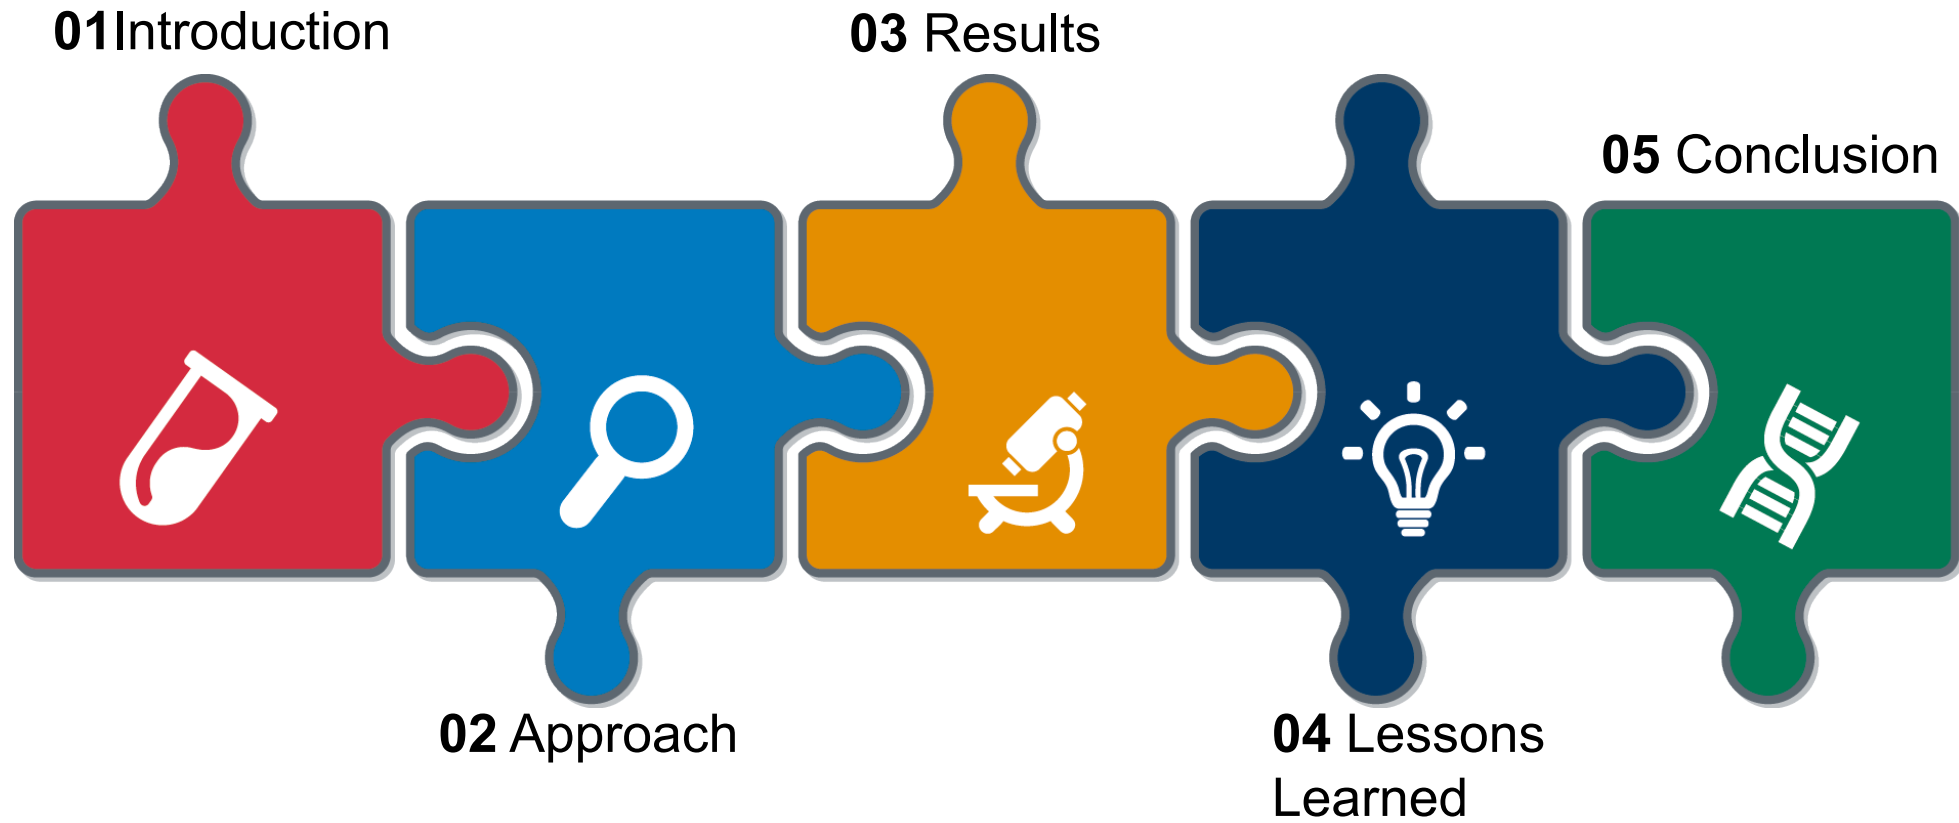 01Introduction
02 Approach
03 Results
04 Lessons
Learned
05 Conclusion